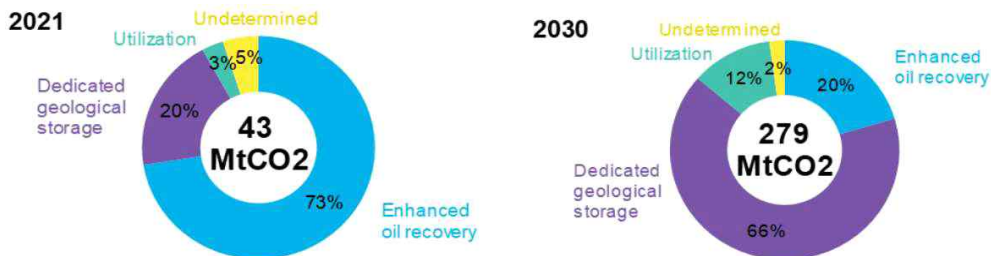 2021
Undetermined
Utilization
3%
5%
Dedicated
geological
storage
20%
43
MtCO2
73%
Enhanced
oil recovery
2030
Undetermined
Utilization
12%
2%
Enhanced
oil recovery
20%
279
MtCO2
Dedicated
geological
storage
66%